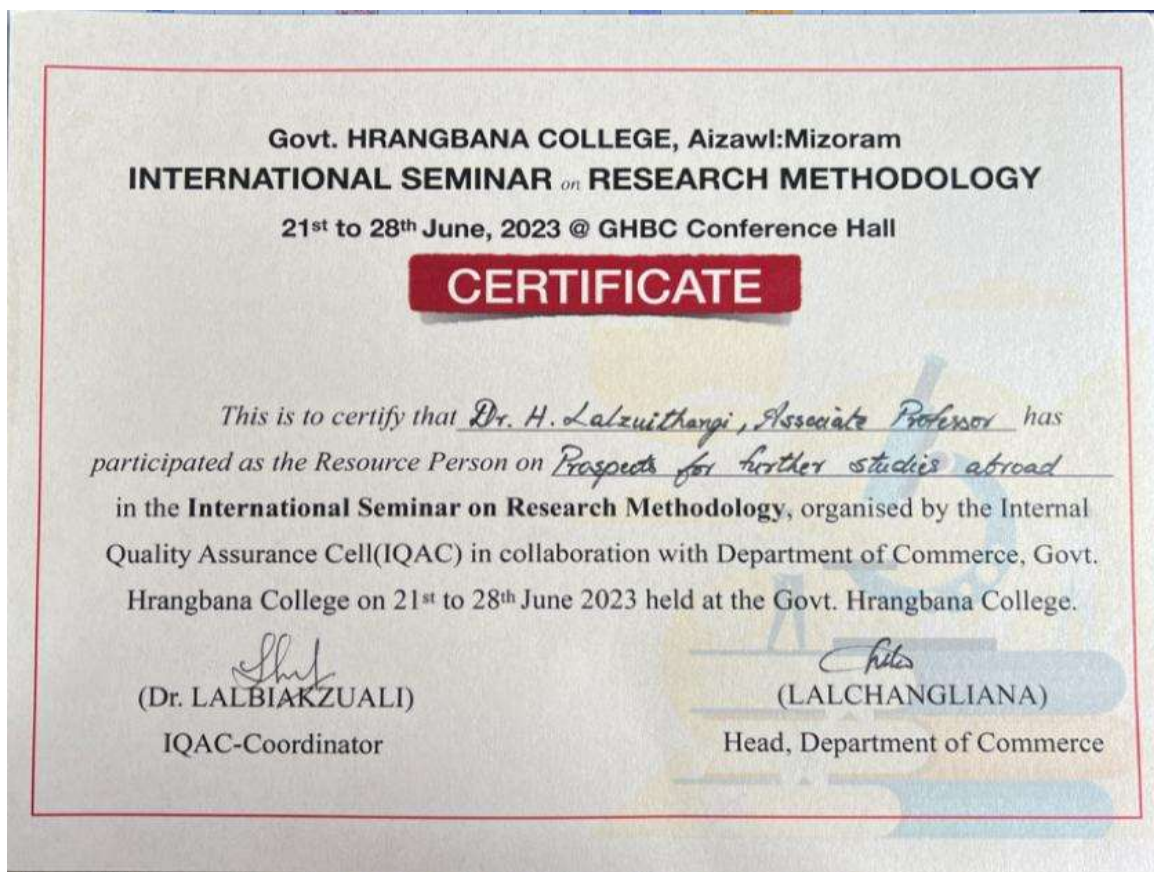 Govt. HRANGBANA COLLEGE, Aizawl:Mizoram
INTERNATIONAL SEMINAR on RESEARCH METHODOLOGY
21st to 28th June, 2023 @ GHBC Conference Hall
CERTIFICATE
This is to certify that Dr. H. Lalzuithangi, Associate Professor has
participated as the Resource Person on Prospects for further studies abroad
in the International Seminar on Research Methodology, organised by the Internal
Quality Assurance Cell(IQAC) in collaboration with Department of Commerce, Govt.
Hrangbana College on 21st to 28th June 2023 held at the Govt. Hrangbana College.
(Dr. LALBIAKZUALI)
IQAC-Coordinator
(LALCHANGLIANA)
Head, Department of Commerce